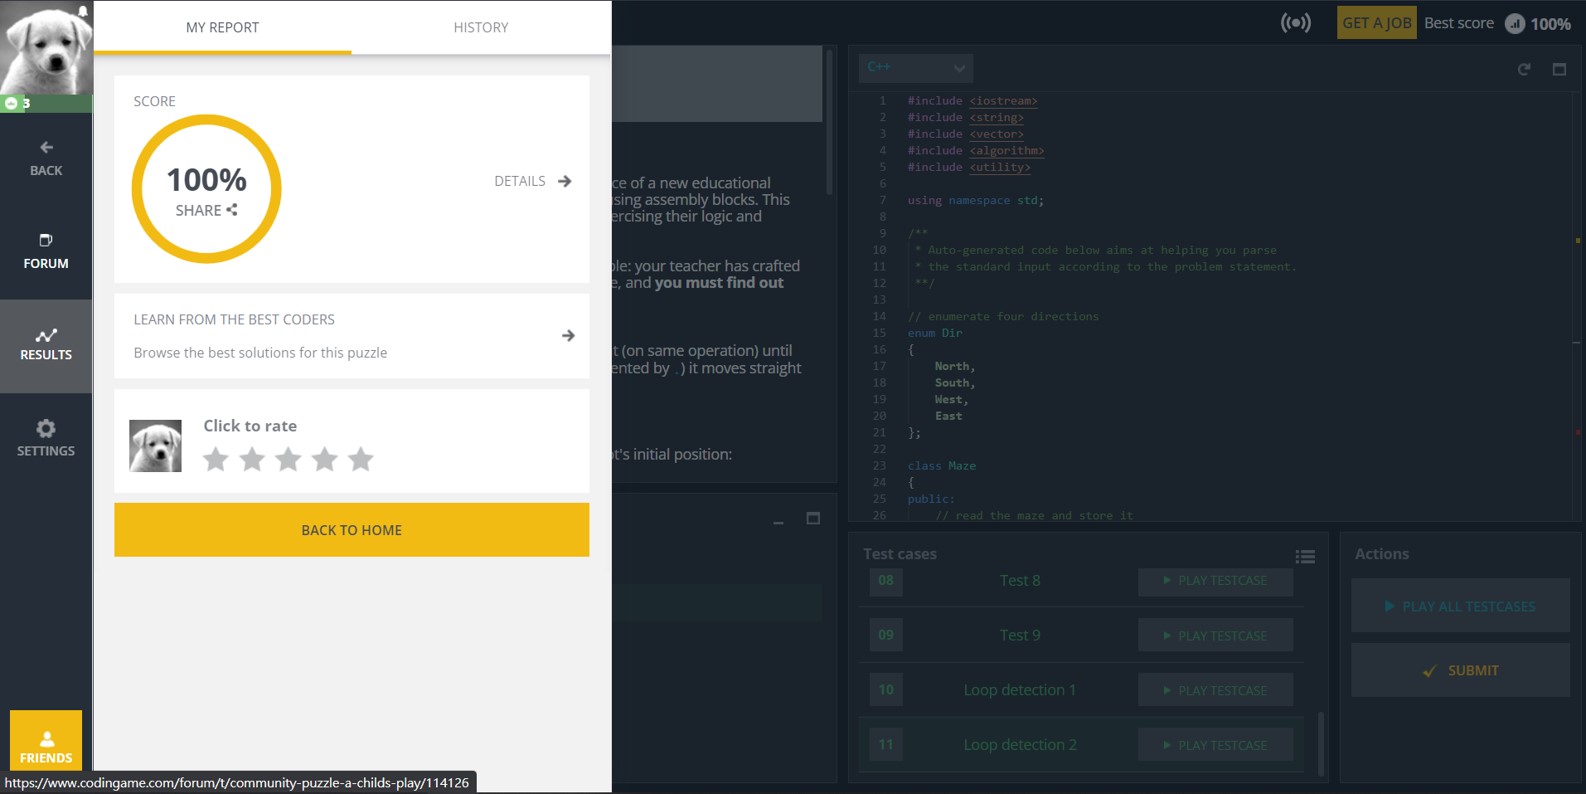 3
BACK
FORUM
RESULTS
SETTINGS
FRIENDS
https://www.codingame.com/forum/t/community-puzzle-a-childs-play/114126
MY REPORT
HISTORY
SCORE
100%
SHARE
DETAILS
LEARN FROM THE BEST CODERS
Browse the best solutions for this puzzle
Click to rate
BACK TO HOME
ce of a new educational
using assembly blocks. This
ercising their logic and
ple: your teacher has crafted
e, and you must find out
t (on same operation) until
ented by .) it moves straight
t's initial position:
GET A JOB
Best score
100%
C++
1 #include <iostream>
2 #include <string>
3 #include <vector>
4 #include <algorithm>
5 #include <utility>
6
7 using namespace std;
8
9 /**
10 * Auto-generated code below aims at helping you parse
11 * the standard input according to the problem statement.
12 **/
13
14 // enumerate four directions
15 enum Dir
16 {
17 North,
18 South,
19 West,
20 East
21 };
22
23 class Maze
24 {
25 public:
26 // read the maze and store it
Test cases
08 Test 8 PLAY TESTCASE
09 Test 9 PLAY TESTCASE
10 Loop detection 1 PLAY TESTCASE
11 Loop detection 2 PLAY TESTCASE
Actions
PLAY ALL TESTCASES
SUBMIT